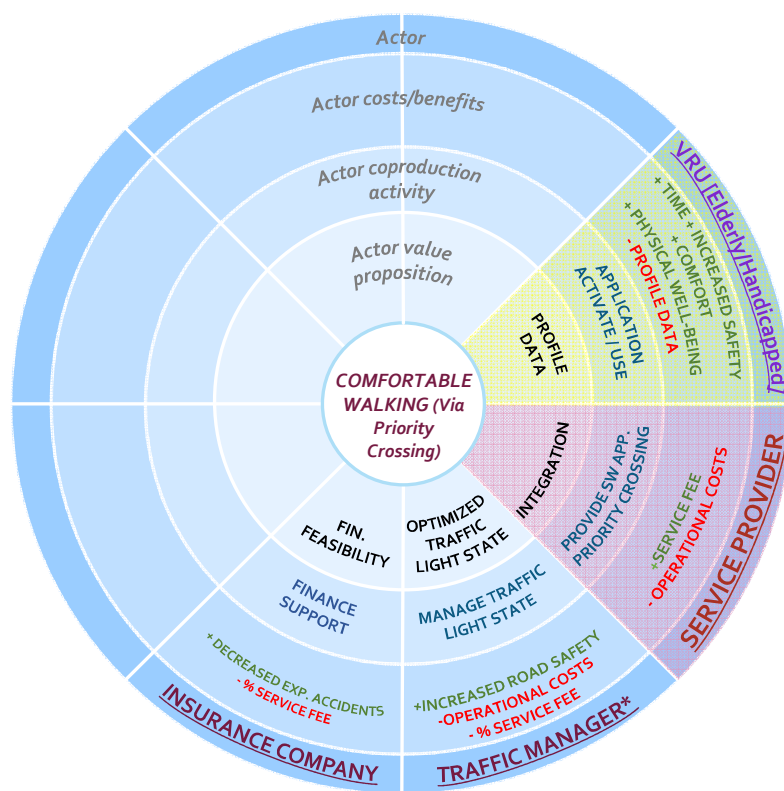 Actor
Actor costs/benefits
Actor coproduction
activity
Actor value
proposition
COMFORTABLE
WALKING (Via
Priority
Crossing)
VRU [Elderly/Handicapped/
+ TIME + INCREASED SAFETY
+ COMFORT
+ PHYSICAL WELL-BEING
- PROFILE DATA
APPLICATION
ACTIVATE / USE
PROFILE
DATA
SERVICE PROVIDER
+SERVICE FEE
- OPERATIONAL COSTS
PROVIDE SW APP.
PRIORITY CROSSING
INTEGRATION
OPTIMIZED
TRAFFIC
LIGHT STATE
MANAGE TRAFFIC
LIGHT STATE
+INCREASED ROAD SAFETY
-OPERATIONAL COSTS
- % SERVICE FEE
TRAFFIC MANAGER*
FIN.
FEASIBILITY
FINANCE
SUPPORT
+ DECREASED EXP. ACCIDENTS
- % SERVICE FEE
INSURANCE COMPANY